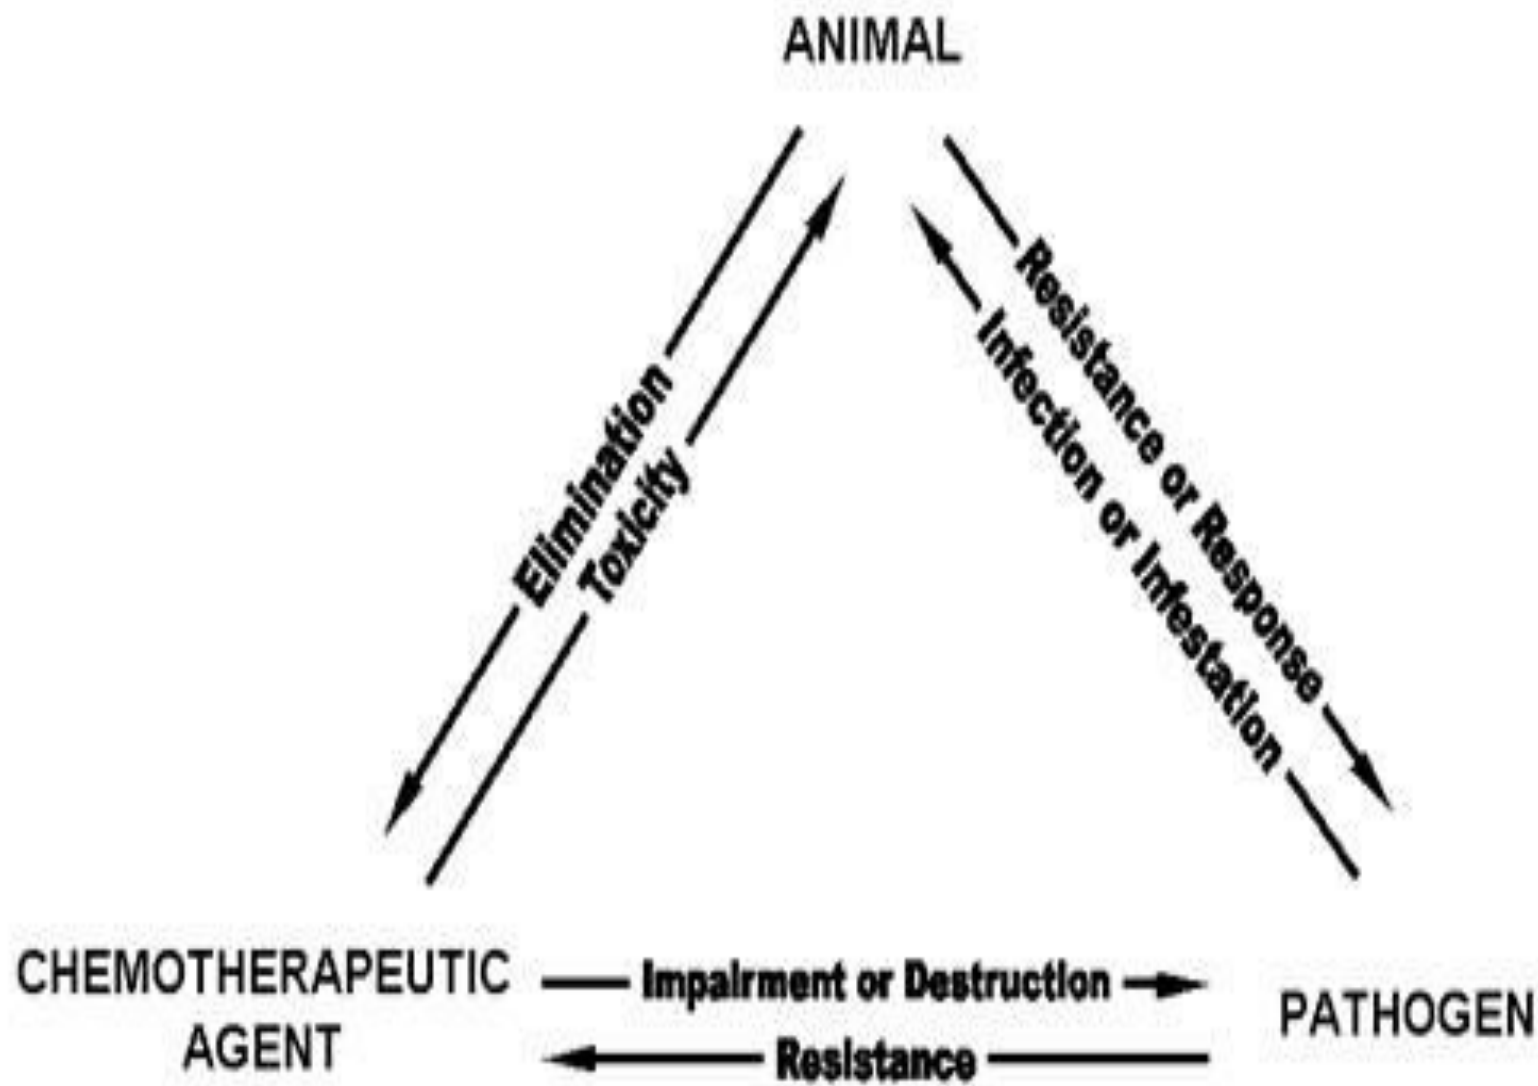 ANIMAL
Elimination
Toxicity
Resistance or Response
Infection or Infestation
CHEMOTHERAPEUTIC
AGENT
Impairment or Destruction
Resistance
PATHOGEN